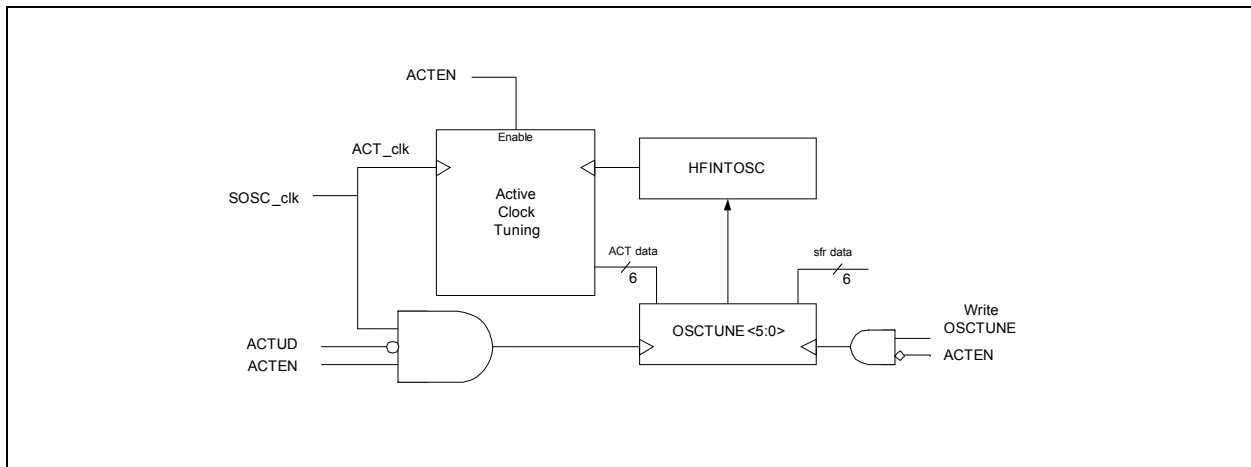 ACTEN
Enable
ACT_clk
HFINTOSC
SOSC_clk
Active
Clock
Tuning
ACT data
6
sfr data
6
Write
OSCTUNE
OSCTUNE <5:0>
ACTUD
ACTEN
ACTEN